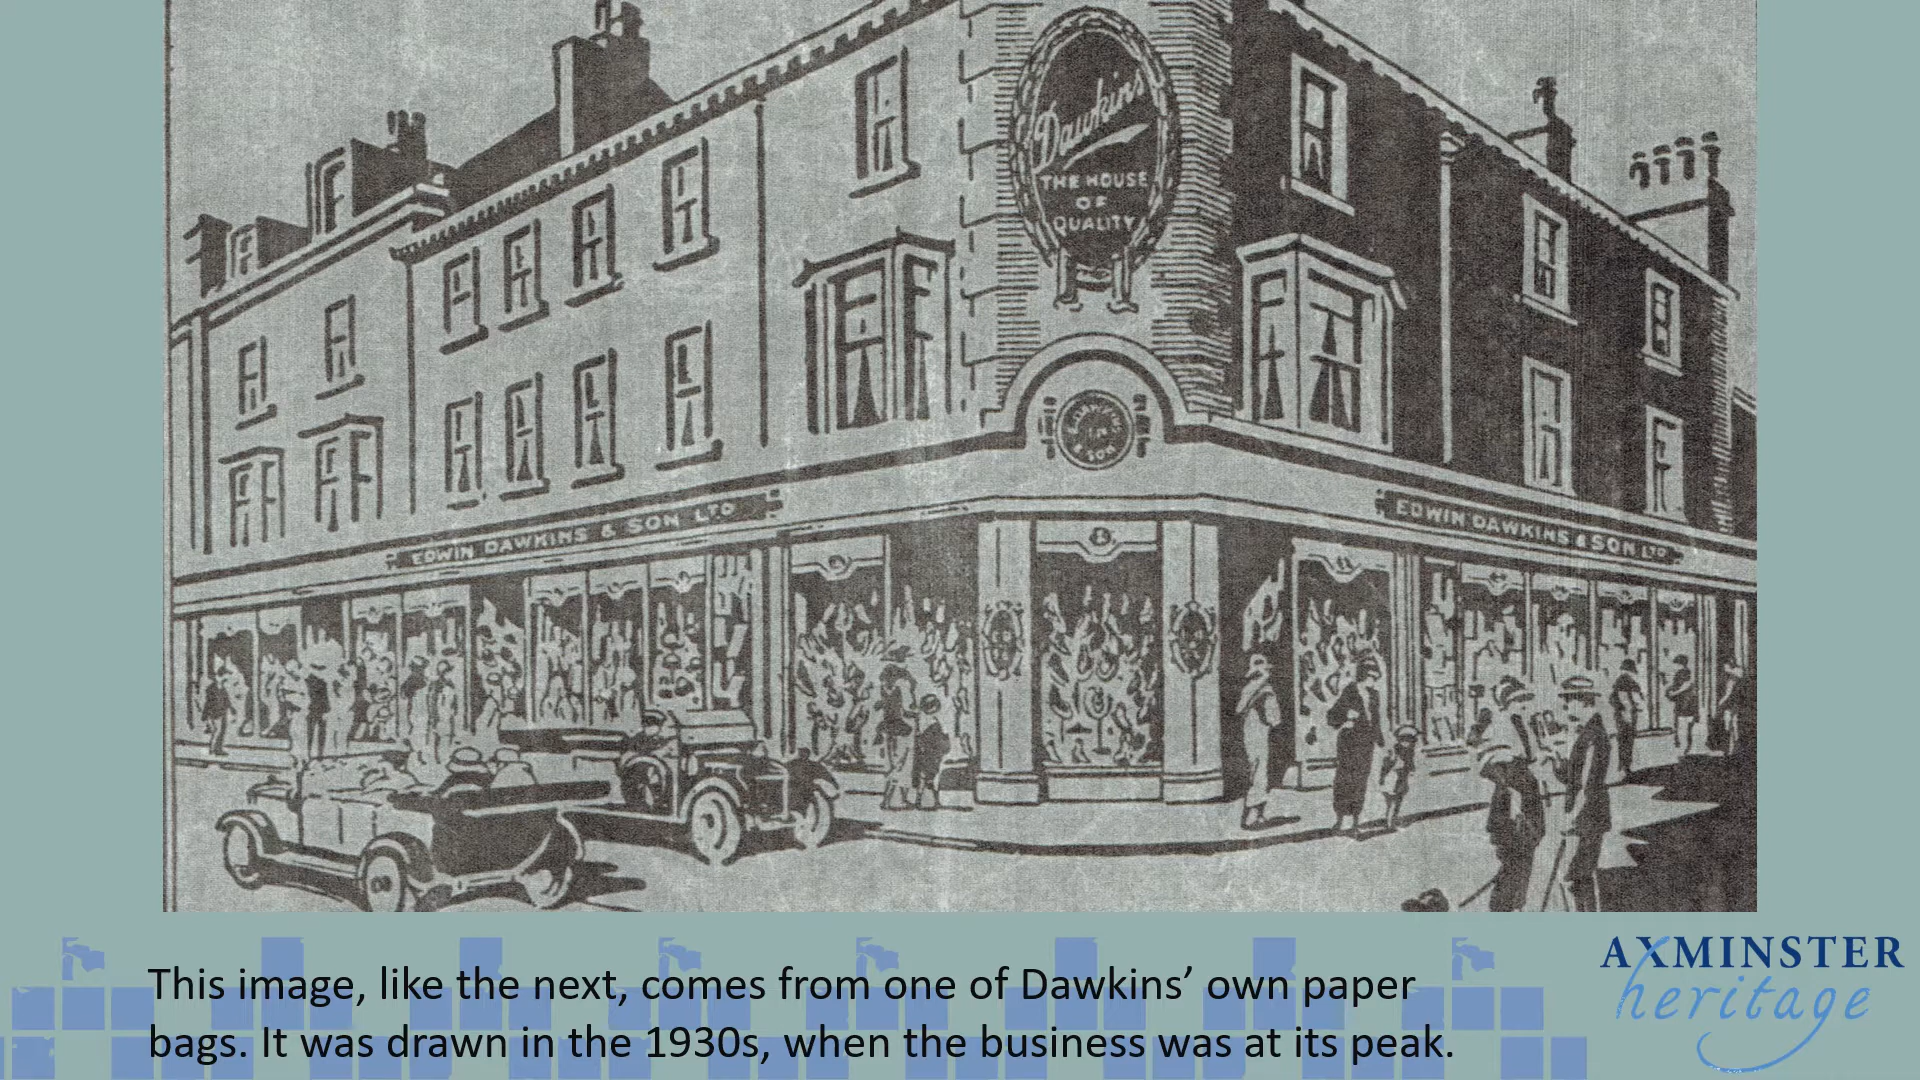 Dawkins
THE HOUSE
OF
QUALITY
E. DAWKINS
& SON
EDWIN DAWKINS & SON LTD
EDWIN DAWKINS & SON LTD
This image, like the next, comes from one of Dawkins’ own paper
bags. It was drawn in the 1930s, when the business was at its peak.
AXMINSTER
heritage